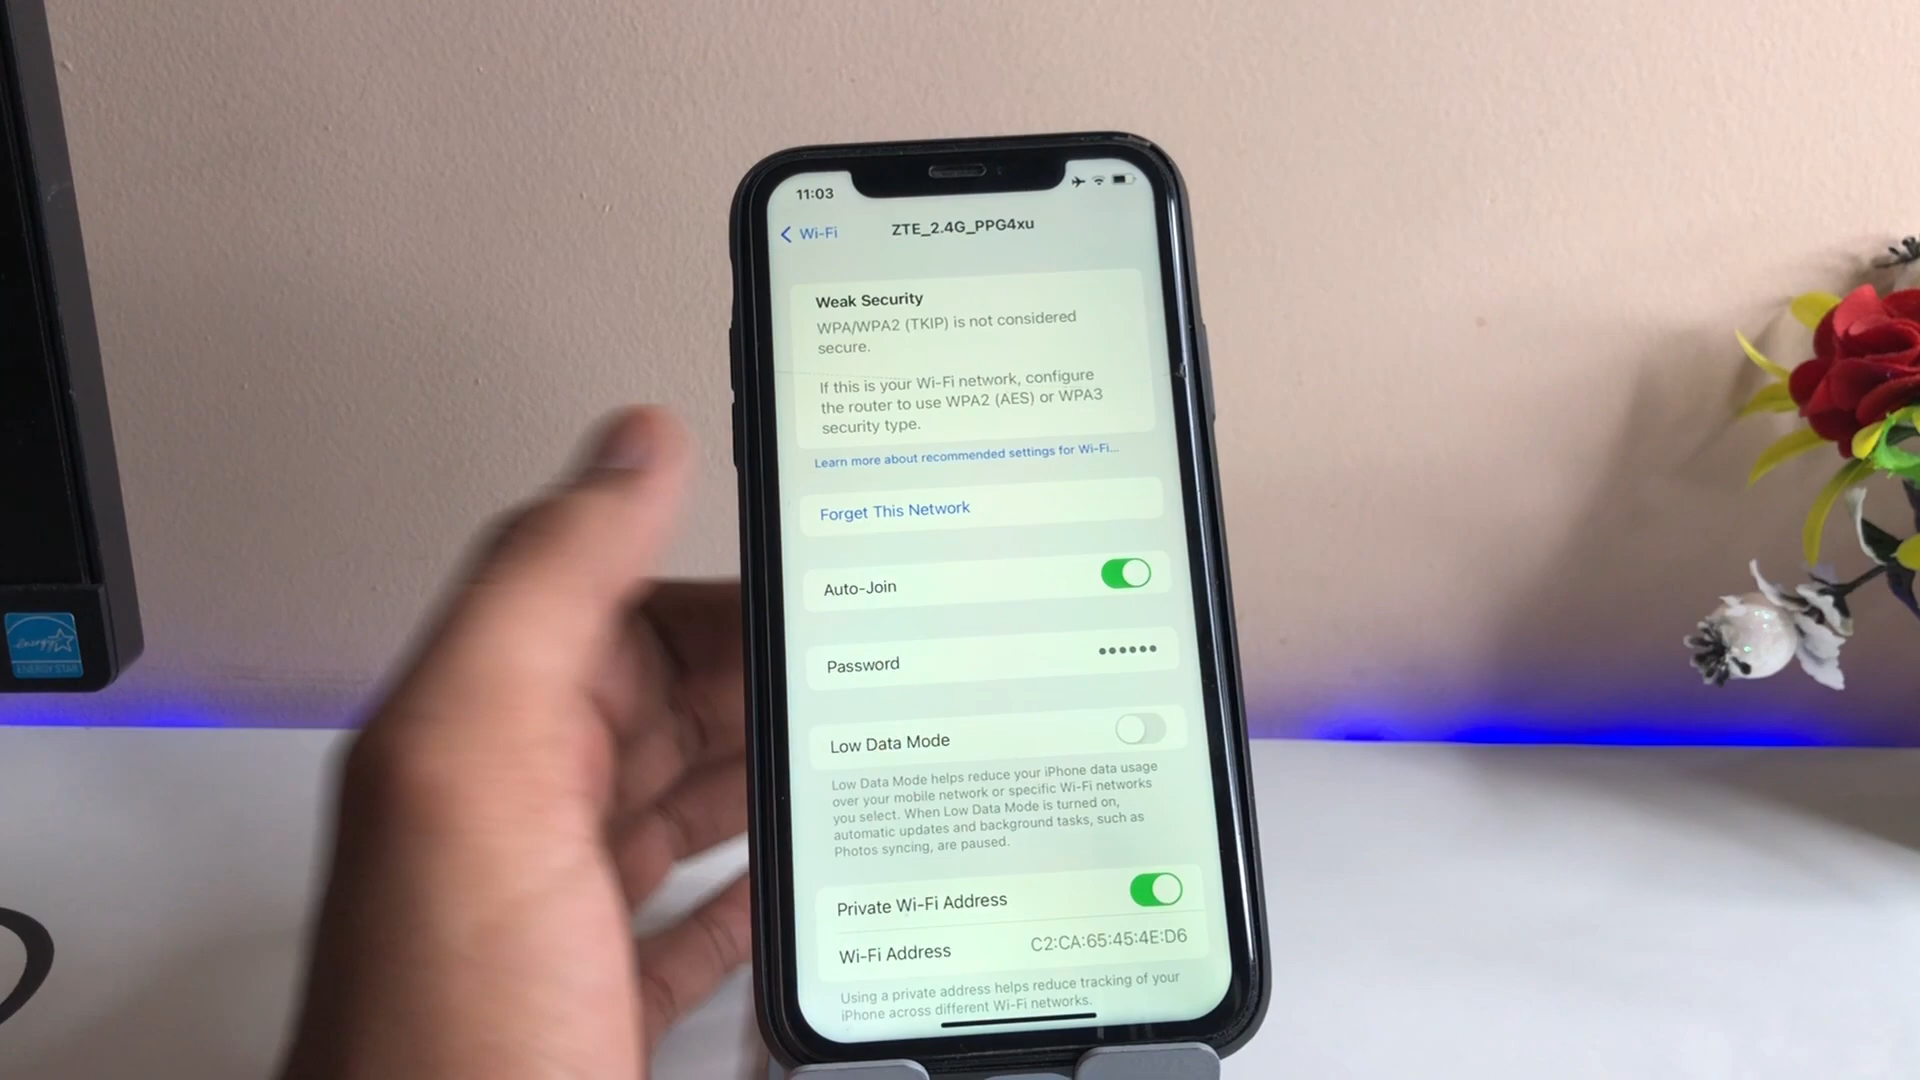 11:03
Wi-Fi
ZTE_2.4G_PPG4xu
Weak Security
WPA/WPA2 (TKIP) is not considered
secure.
If this is your Wi-Fi network, configure
the router to use WPA2 (AES) or WPA3
security type.
Learn more about recommended settings for Wi-Fi...
Forget This Network
Auto-Join
Password ••••••
Low Data Mode
Low Data Mode helps reduce your iPhone data usage
over your mobile network or specific Wi-Fi networks
you select. When Low Data Mode is turned on,
automatic updates and background tasks, such as
Photos syncing, are paused.
Private Wi-Fi Address
Wi-Fi Address C2:CA:65:45:4E:D6
Using a private address helps reduce tracking of your
iPhone across different Wi-Fi networks.
energy
ENERGY STAR